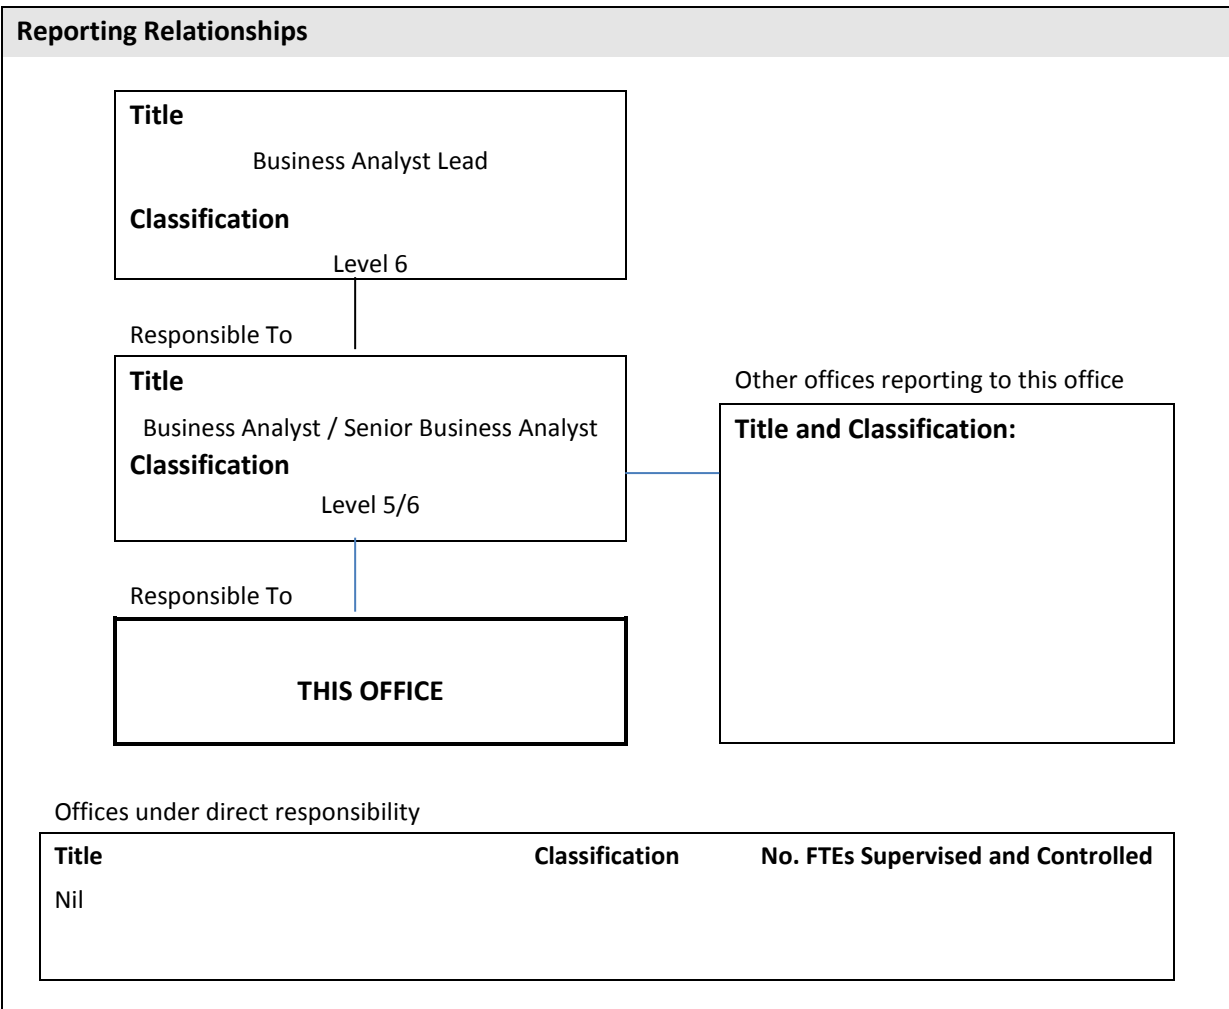 Reporting Relationships
Title
Business Analyst Lead
Classification
Level 6
Responsible To
Title
Business Analyst / Senior Business Analyst
Classification
Level 5/6
Other offices reporting to this office
Title and Classification:
Responsible To
THIS OFFICE
Offices under direct responsibility
Title Classification No. FTEs Supervised and Controlled
Nil